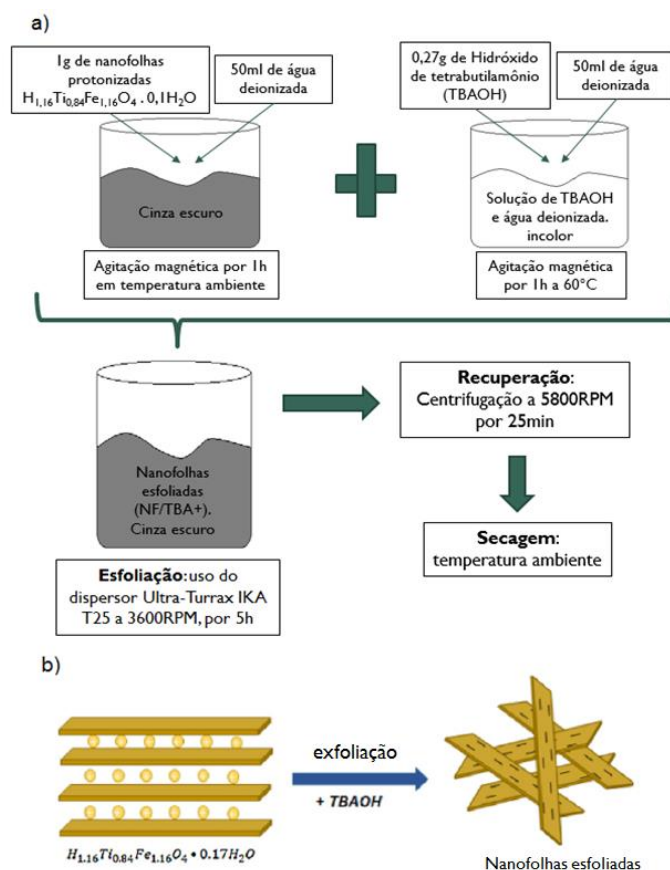 a)
1g de nanofolhas
protonizadas
H1,16Ti0,84Fe1,16O4 . 0,1H2O
50ml de água
deionizada
Cinza escuro
Agitação magnética por 1h
em temperatura ambiente
0,27g de Hidróxido
de tetrabutilamônio
(TBAOH)
50ml de água
deionizada
Solução de TBAOH
e água deionizada.
incolor
Agitação magnética
por 1h a 60°C
Nanofolhas
esfoliadas
(NF/TBA+).
Cinza escuro
Esfoliação:uso do
dispersor Ultra-Turrax IKA
T25 a 3600RPM, por 5h
Recuperação:
Centrifugação a 5800RPM
por 25min
Secagem:
temperatura ambiente
b)
H1.16Ti0.84Fe1.16O4 • 0.17H2O
exfoliação
+ TBAOH
Nanofolhas esfoliadas